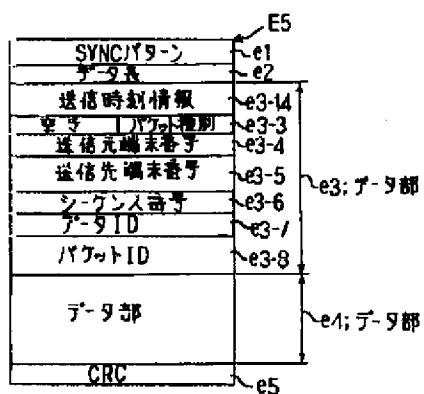 E5
SYNCパターン e1
データ長 e2
送信時刻情報 e3-14
空き パケット種別 e3-3
送信元端末番号 e3-4
送信先端末番号 e3-5
シーケンス番号 e3-6
データID e3-7
パケットID e3-8
e3;データ部
データ部
e4;データ部
CRC e5